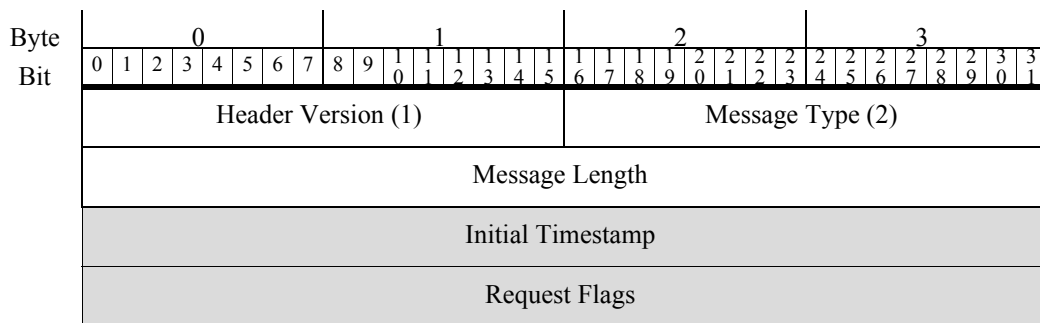 Byte 0 1 2 3
Bit 0 1 2 3 4 5 6 7 8 9 10 11 12 13 14 15 16 17 18 19 20 21 22 23 24 25 26 27 28 29 30 31
Header Version (1) Message Type (2)
Message Length
Initial Timestamp
Request Flags